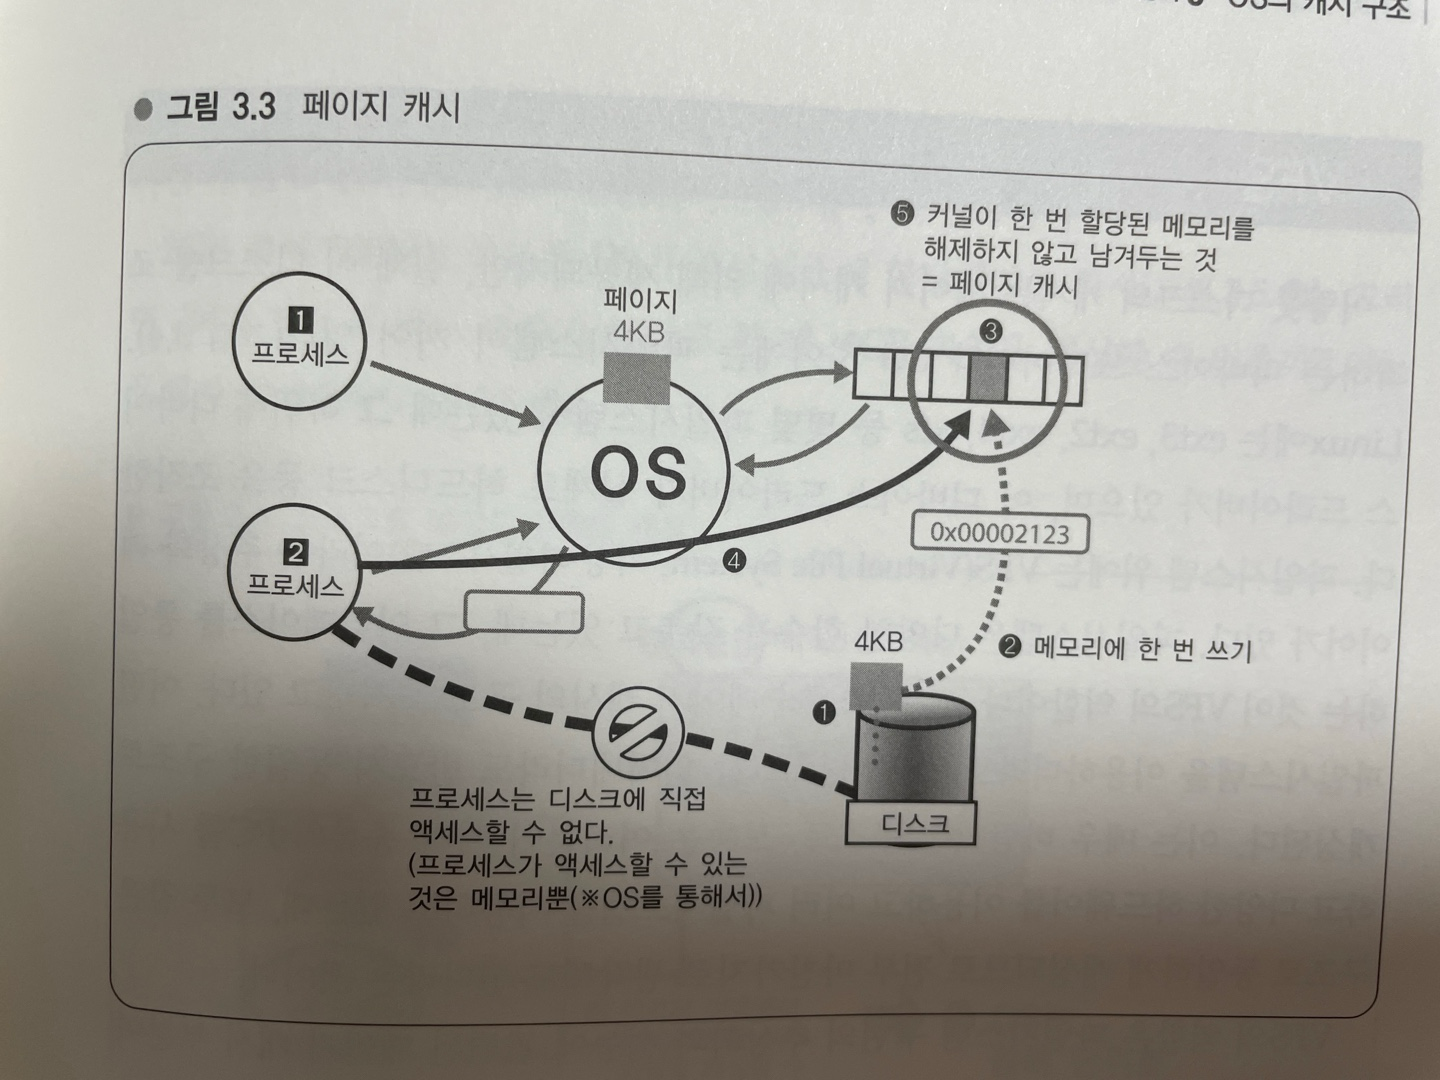 OS의 캐시 구조
● 그림 3.3 페이지 캐시
❺ 커널이 한 번 할당된 메모리를
해제하지 않고 남겨두는 것
= 페이지 캐시
1
프로세스
페이지
4KB
❸
OS
2
프로세스
❹
0x00002123
4KB
❷ 메모리에 한 번 쓰기
❶
디스크
프로세스는 디스크에 직접
액세스할 수 없다.
(프로세스가 액세스할 수 있는
것은 메모리뿐(※OS를 통해서))